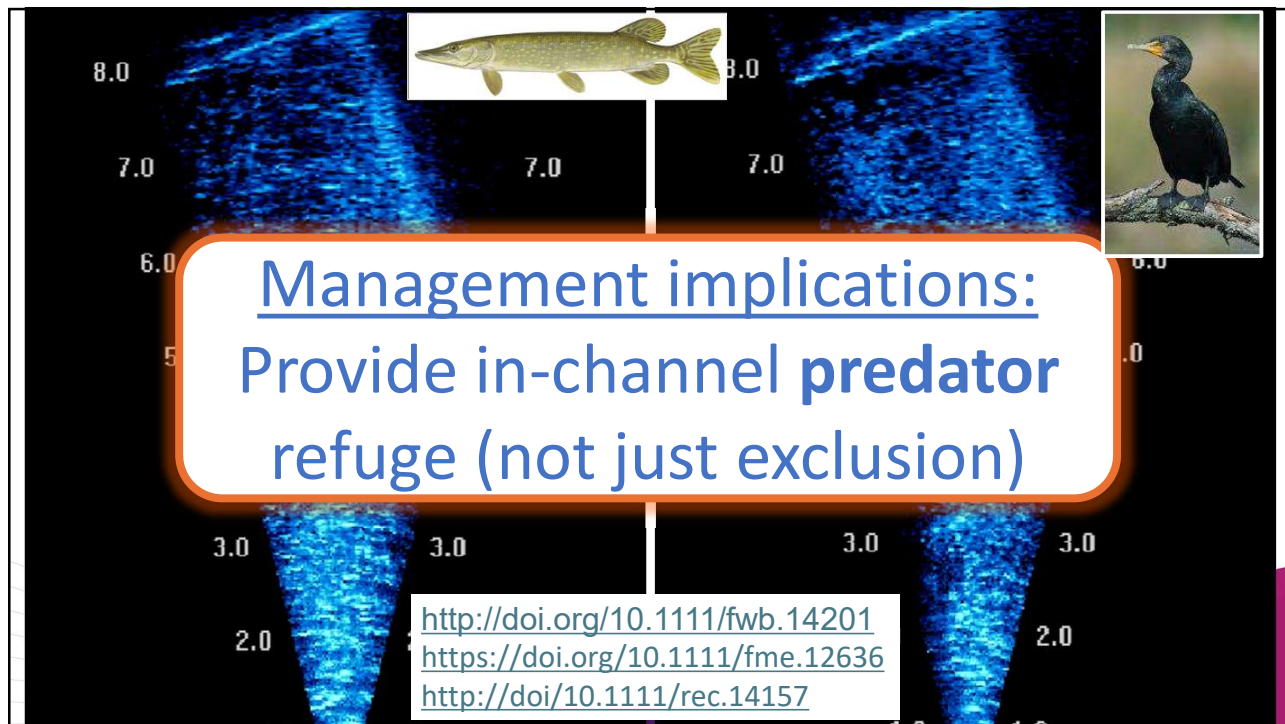 8.0
8.0
7.0
7.0
7.0
6.0
6.0
Management implications:
5
.0
Provide in-channel predator
refuge (not just exclusion)
3.0
3.0
3.0
3.0
2.0
2.0
http://doi.org/10.1111/fwb.14201
https://doi.org/10.1111/fme.12636
http://doi/10.1111/rec.14157